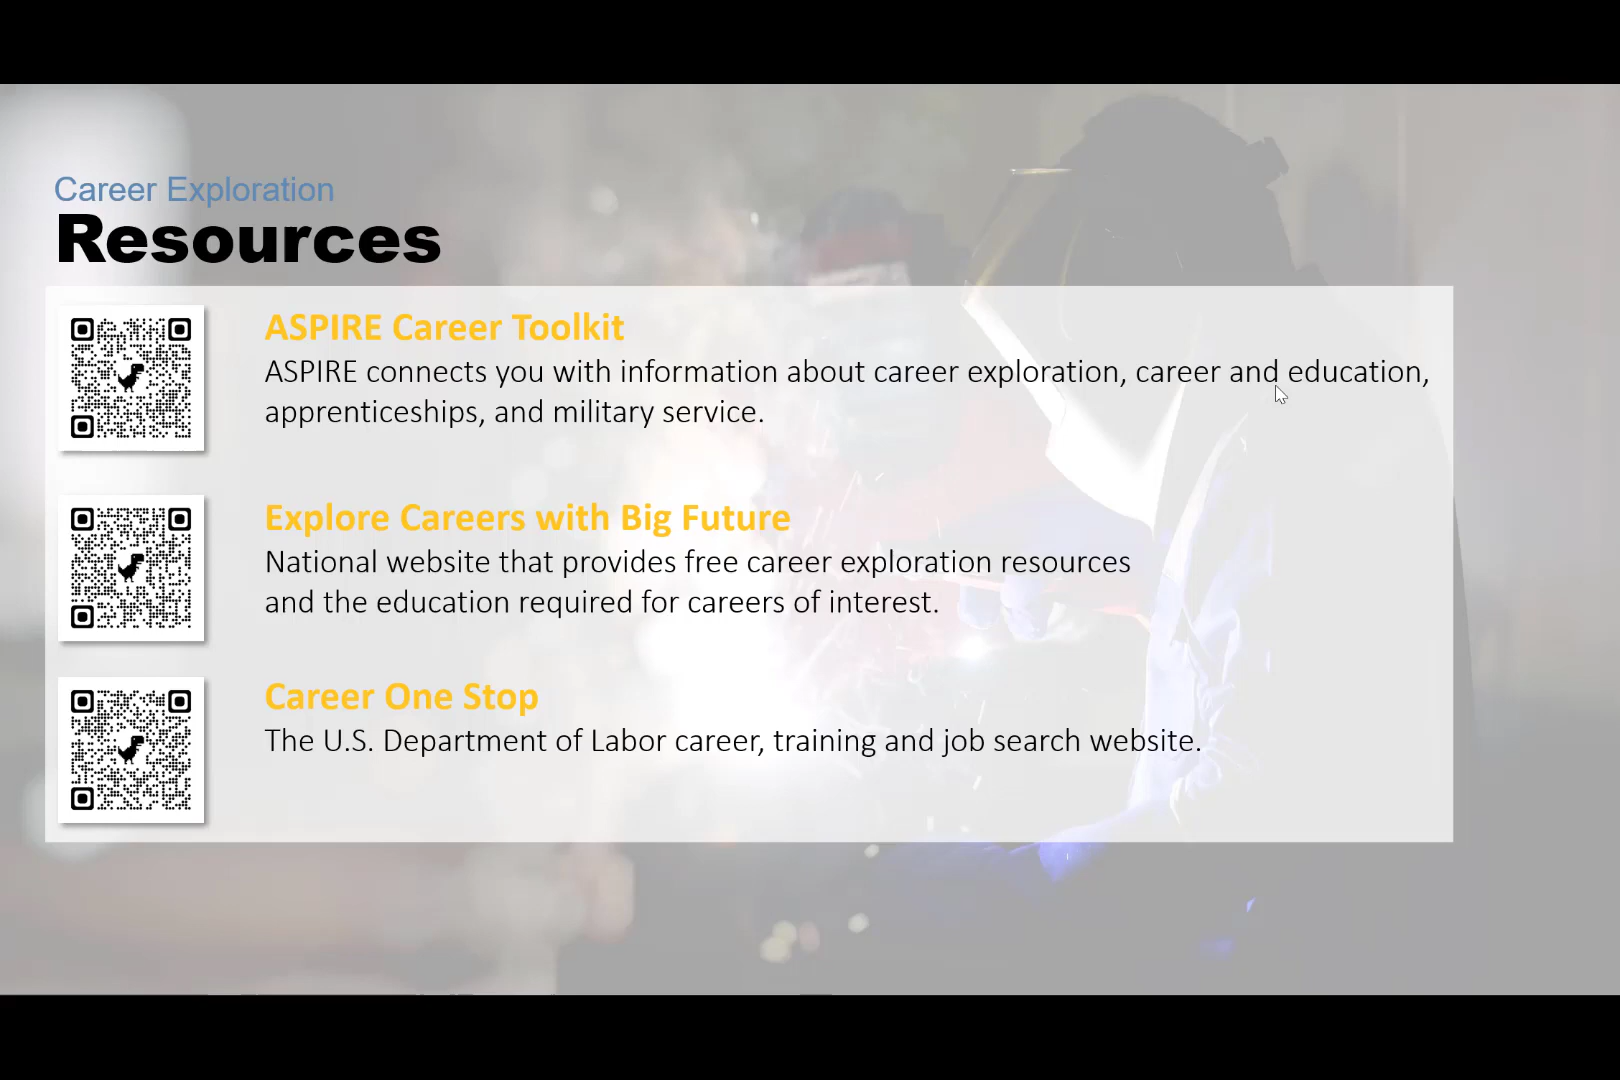 Career Exploration
Resources
ASPIRE Career Toolkit
ASPIRE connects you with information about career exploration, career and education,
apprenticeships, and military service.
Explore Careers with Big Future
National website that provides free career exploration resources
and the education required for careers of interest.
Career One Stop
The U.S. Department of Labor career, training and job search website.